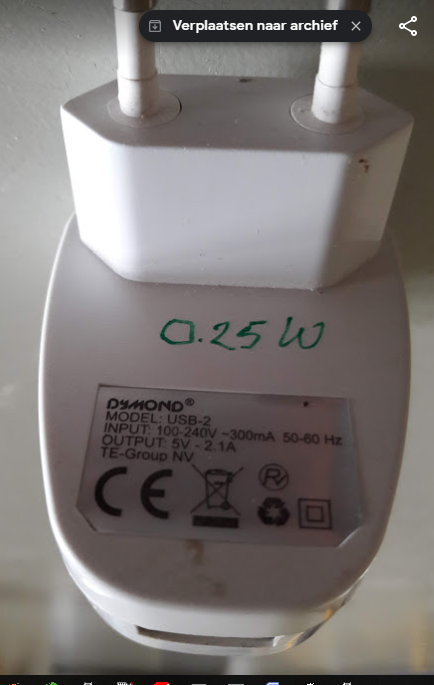 Verplaatsen naar archief
0.25 W
DYMOND®
MODEL: USB-2
INPUT: 100-240V ~300mA 50-60 Hz
OUTPUT: 5V - 2.1A
TE-Group NV
CE